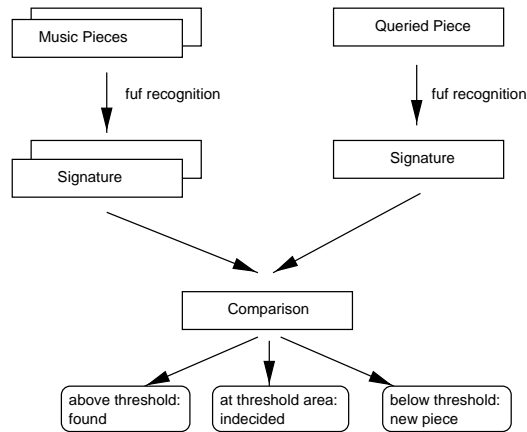 Music Pieces
Queried Piece
fuf recognition
fuf recognition
Signature
Signature
Comparison
above threshold:
found
at threshold area:
indecided
below threshold:
new piece